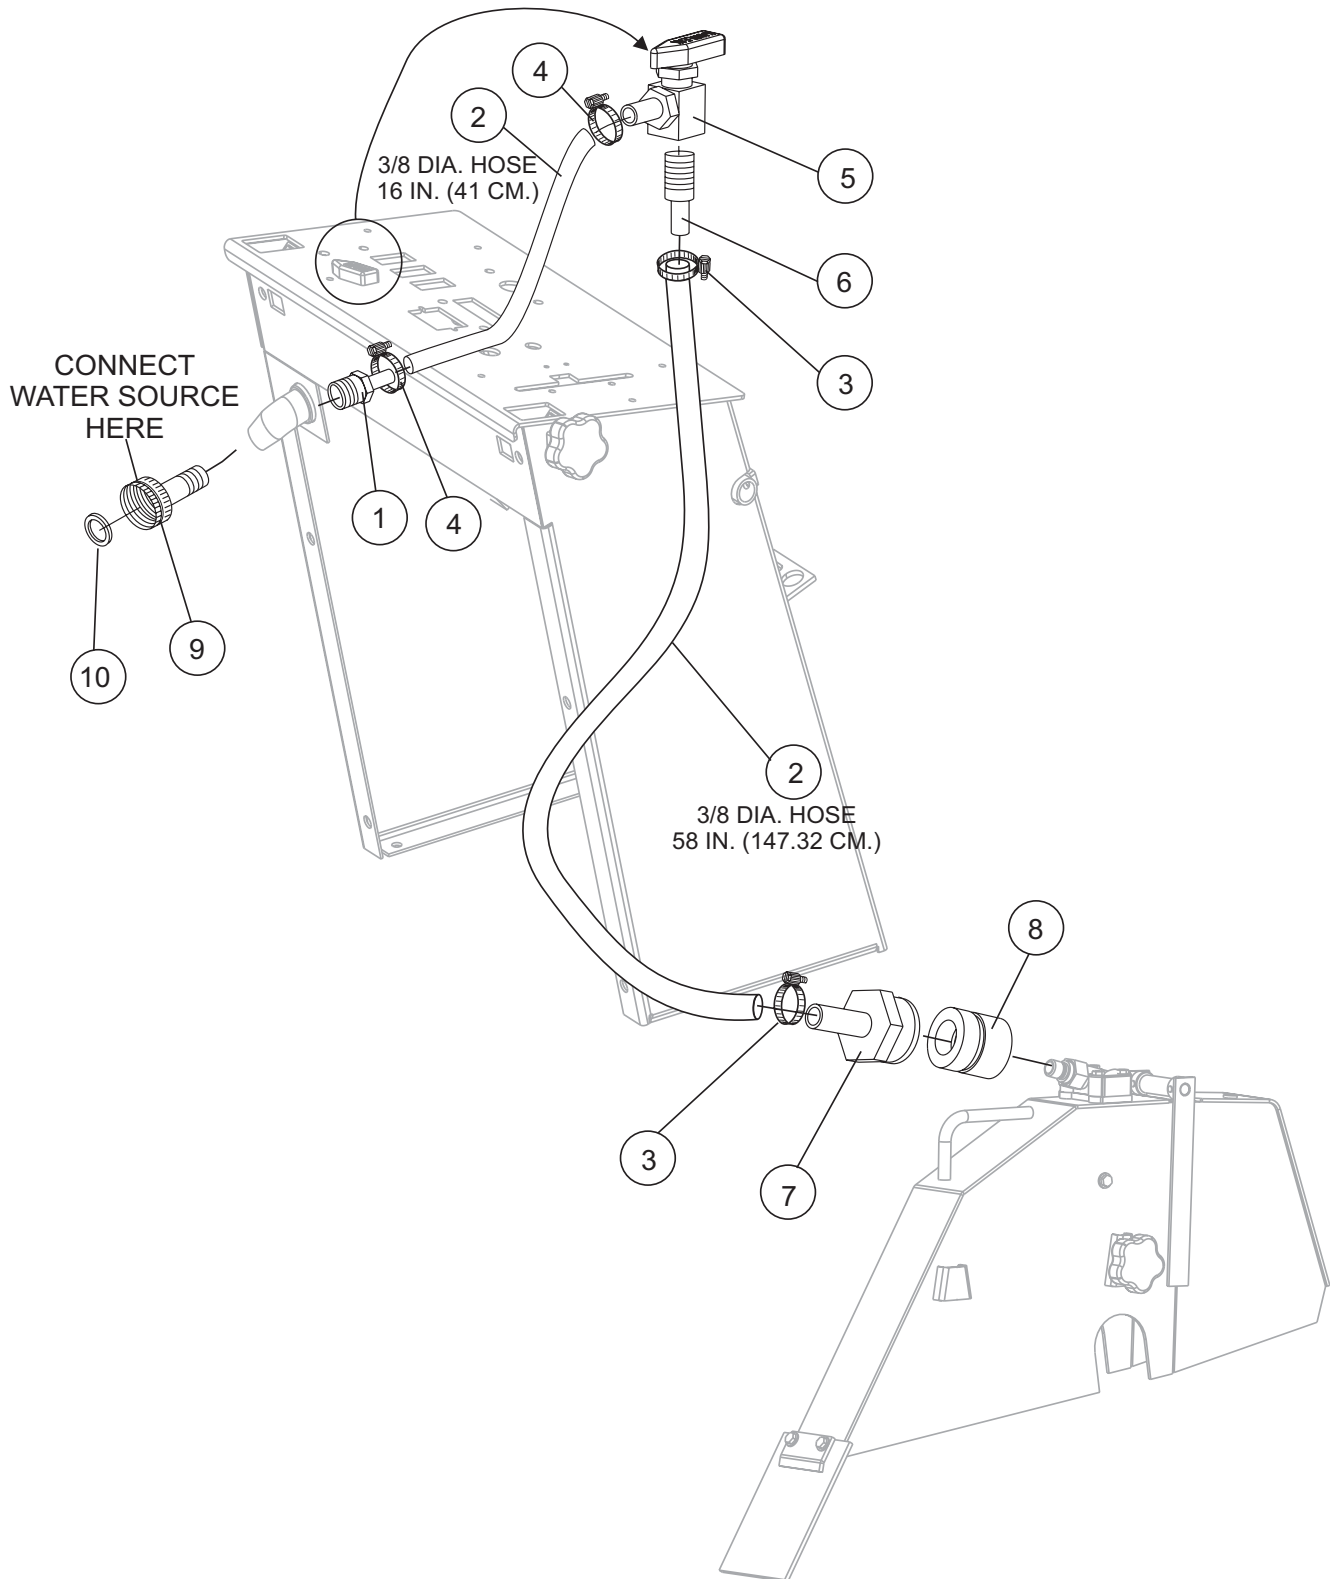 4
2
3/8 DIA. HOSE
16 IN. (41 CM.)
5
6
3
CONNECT
WATER SOURCE
HERE
1
4
9
10
2
3/8 DIA. HOSE
58 IN. (147.32 CM.)
8
3
7